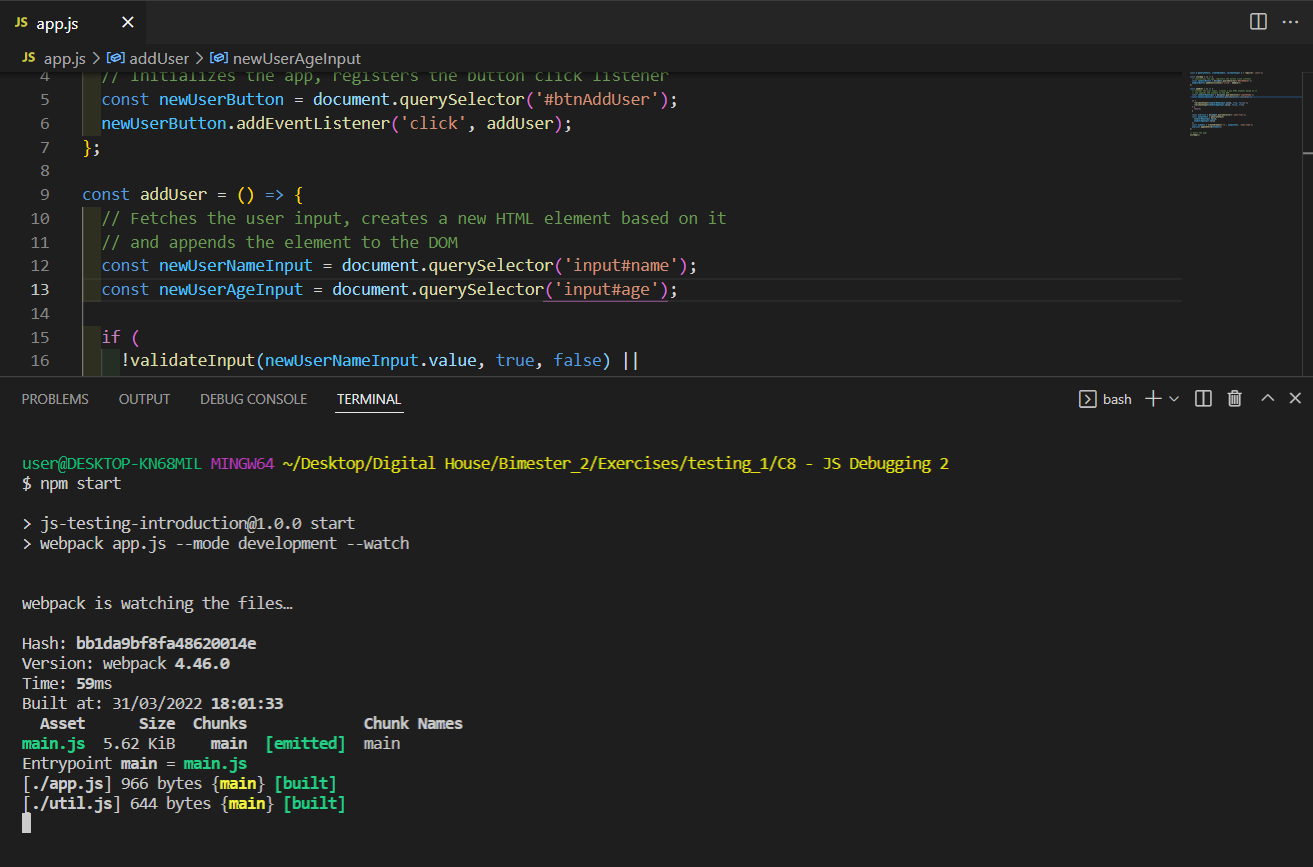 JS app.js
JS app.js > addUser > newUserAgeInput
4 // Initializes the app, registers the button click listener
5 const newUserButton = document.querySelector('#btnAddUser');
6 newUserButton.addEventListener('click', addUser);
7 };
8
9 const addUser = () => {
10 // Fetches the user input, creates a new HTML element based on it
11 // and appends the element to the DOM
12 const newUserNameInput = document.querySelector('input#name');
13 const newUserAgeInput = document.querySelector('input#age');
14
15 if (
16 !validateInput(newUserNameInput.value, true, false) ||
PROBLEMS OUTPUT DEBUG CONSOLE TERMINAL bash
user@DESKTOP-KN68MIL MINGW64 ~/Desktop/Digital House/Bimester_2/Exercises/testing_1/C8 - JS Debugging 2
$ npm start
> js-testing-introduction@1.0.0 start
> webpack app.js --mode development --watch
webpack is watching the files…
Hash: bb1da9bf8fa48620014e
Version: webpack 4.46.0
Time: 59ms
Built at: 31/03/2022 18:01:33
Asset Size Chunks Chunk Names
main.js 5.62 KiB main [emitted] main
Entrypoint main = main.js
[./app.js] 966 bytes {main} [built]
[./util.js] 644 bytes {main} [built]